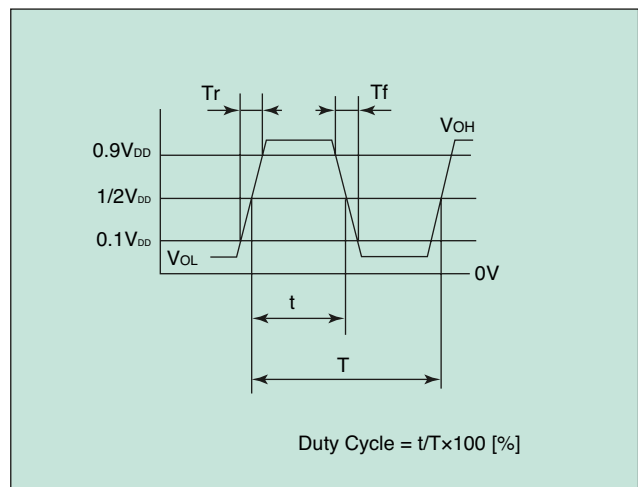 Tr
Tf
VOH
0.9VDD
1/2VDD
0.1VDD
VOL
0V
t
T
Duty Cycle = t/T×100 [%]